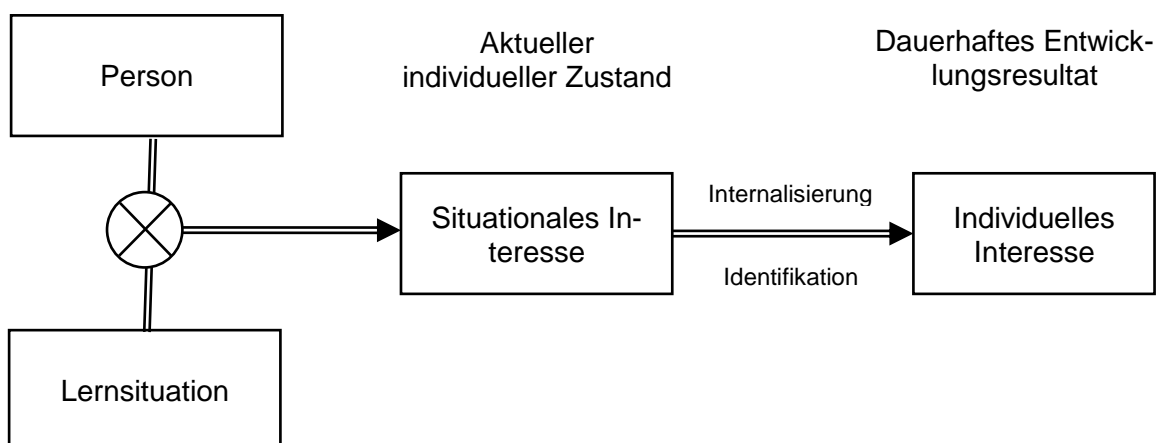 Person
Aktueller
individueller Zustand
Dauerhaftes Entwick-
lungsresultat
Situationales In-
teresse
Internalisierung
Identifikation
Individuelles
Interesse
Lernsituation